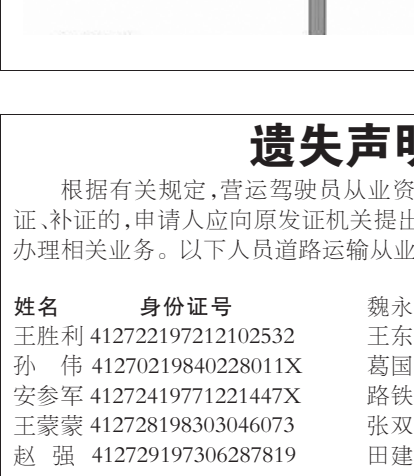 遗失声明
根据有关规定,营运驾驶员从业资
证、补证的,申请人应向原发证机关提出
办理相关业务。以下人员道路运输从业
姓名 身份证号
王胜利 412722197212102532
孙 伟 41270219840228011X
安参军 41272419771221447X
王蒙蒙 412728198303046073
赵 强 412729197306287819
魏永
王东
葛国
路铁
张双
田建